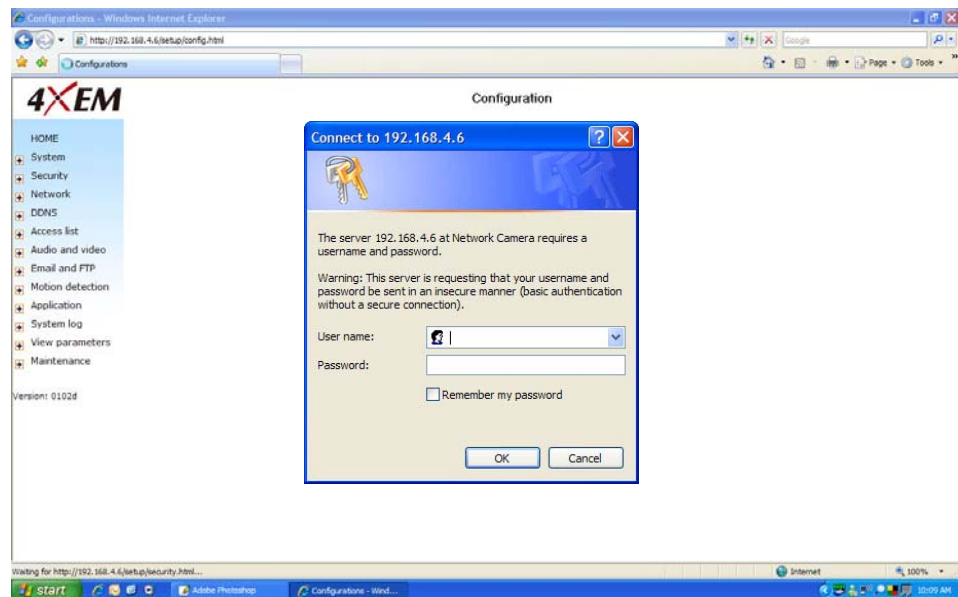 Configurations - Windows Internet Explorer
http://192.168.4.6/setup/config.html
Google
Configurations
Page
Tools
4XEM
Configuration
HOME
System
Security
Network
DDNS
Access list
Audio and video
Email and FTP
Motion detection
Application
System log
View parameters
Maintenance
Version: 0102d
Connect to 192.168.4.6
The server 192.168.4.6 at Network Camera requires a
username and password.
Warning: This server is requesting that your username and
password be sent in an insecure manner (basic authentication
without a secure connection).
User name:
Password:
Remember my password
OK
Cancel
Waiting for http://192.168.4.6/setup/security.html...
Internet
100%
start
Adobe Photoshop
Configurations - Wind...
10:09 AM